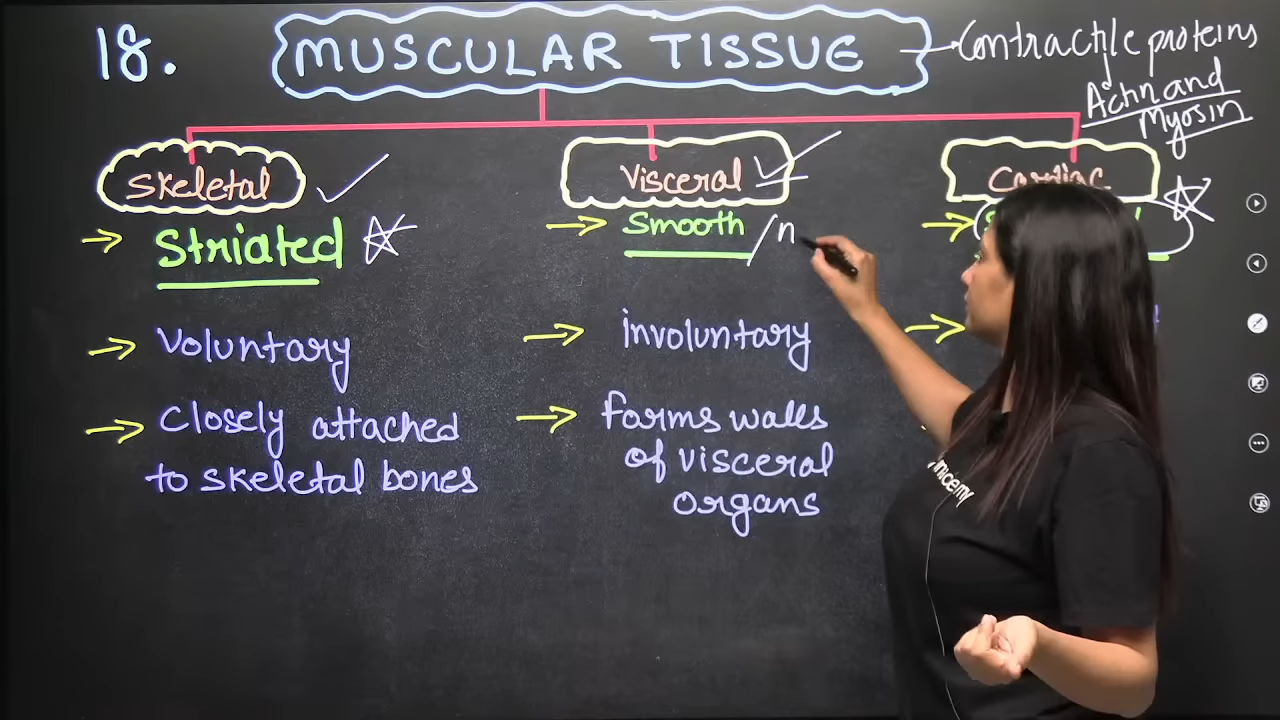 18.
MUSCULAR TISSUE
Contractile proteins
Actin and
Myosin
Skeletal
Striated
Voluntary
Closely attached
to skeletal bones
Visceral
Smooth /n
involuntary
forms walls
of visceral
organs
Cardiac